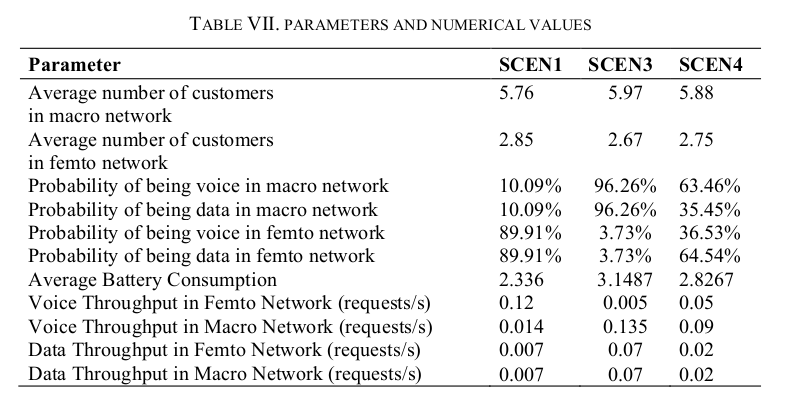 TABLE VII. PARAMETERS AND NUMERICAL VALUES
Parameter SCEN1 SCEN3 SCEN4
Average number of customers 5.76 5.97 5.88
in macro network
Average number of customers 2.85 2.67 2.75
in femto network
Probability of being voice in macro network 10.09% 96.26% 63.46%
Probability of being data in macro network 10.09% 96.26% 35.45%
Probability of being voice in femto network 89.91% 3.73% 36.53%
Probability of being data in femto network 89.91% 3.73% 64.54%
Average Battery Consumption 2.336 3.1487 2.8267
Voice Throughput in Femto Network (requests/s) 0.12 0.005 0.05
Voice Throughput in Macro Network (requests/s) 0.014 0.135 0.09
Data Throughput in Femto Network (requests/s) 0.007 0.07 0.02
Data Throughput in Macro Network (requests/s) 0.007 0.07 0.02